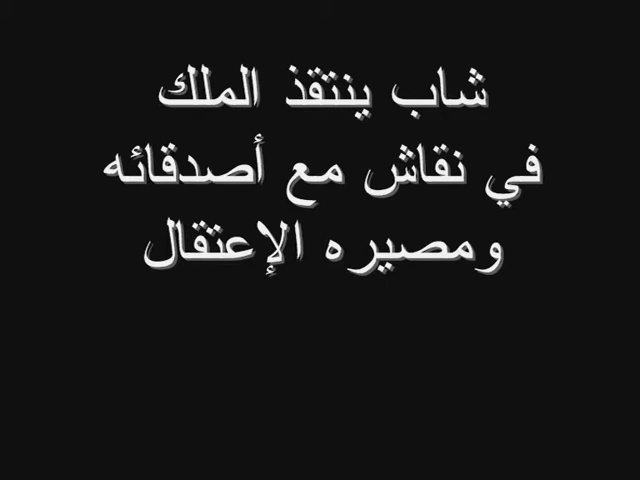 شاب ينتقذ الملك
في نقاش مع أصدقائه
ومصيره الإعتقال